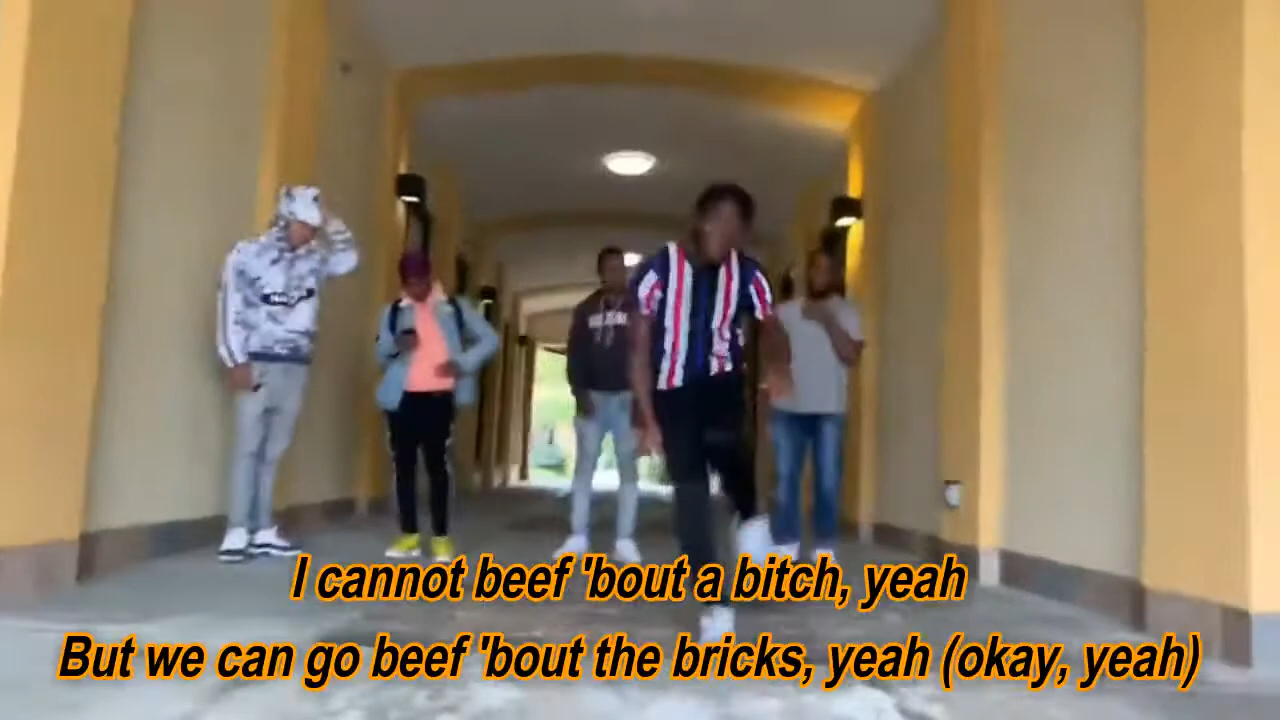 I cannot beef 'bout a bitch, yeah
But we can go beef 'bout the bricks, yeah (okay, yeah)